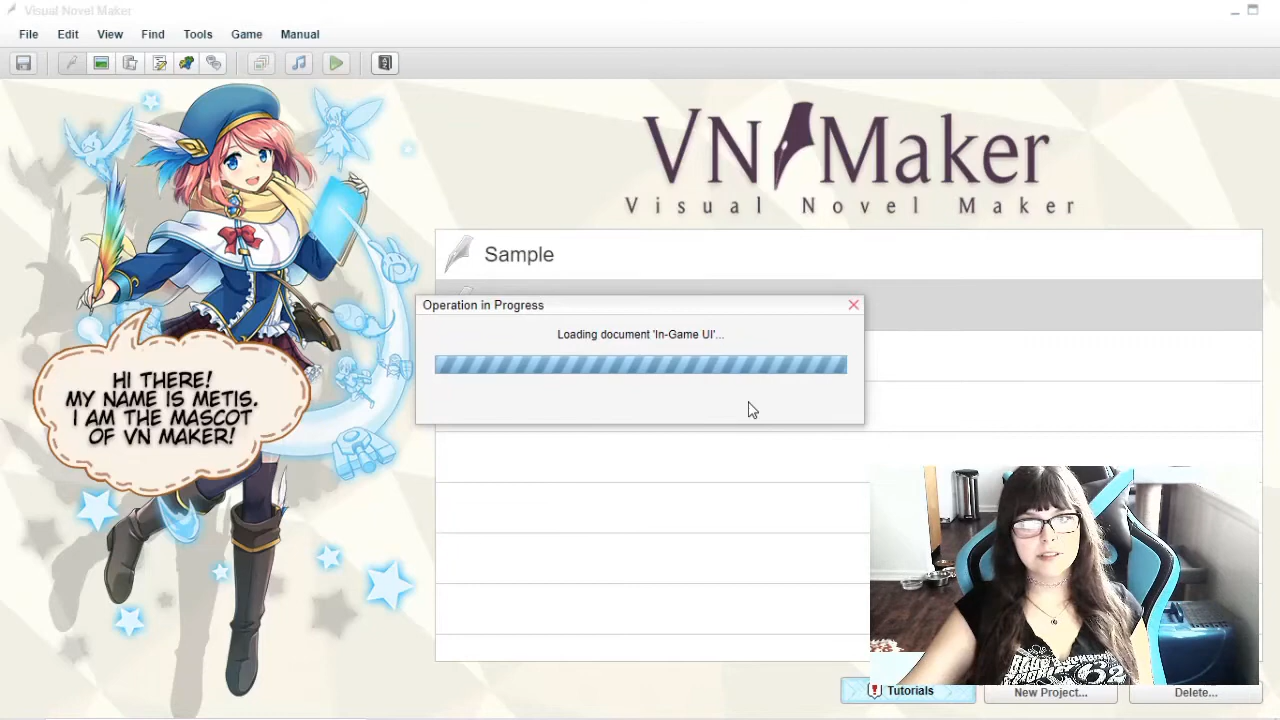 Visual Novel Maker
File Edit View Find Tools Game Manual
VN Maker
Visual Novel Maker
Sample
Operation in Progress
Loading document 'In-Game UI'...
HI THERE!
MY NAME IS METIS.
I AM THE MASCOT
OF VN MAKER!
Tutorials New Project... Delete...